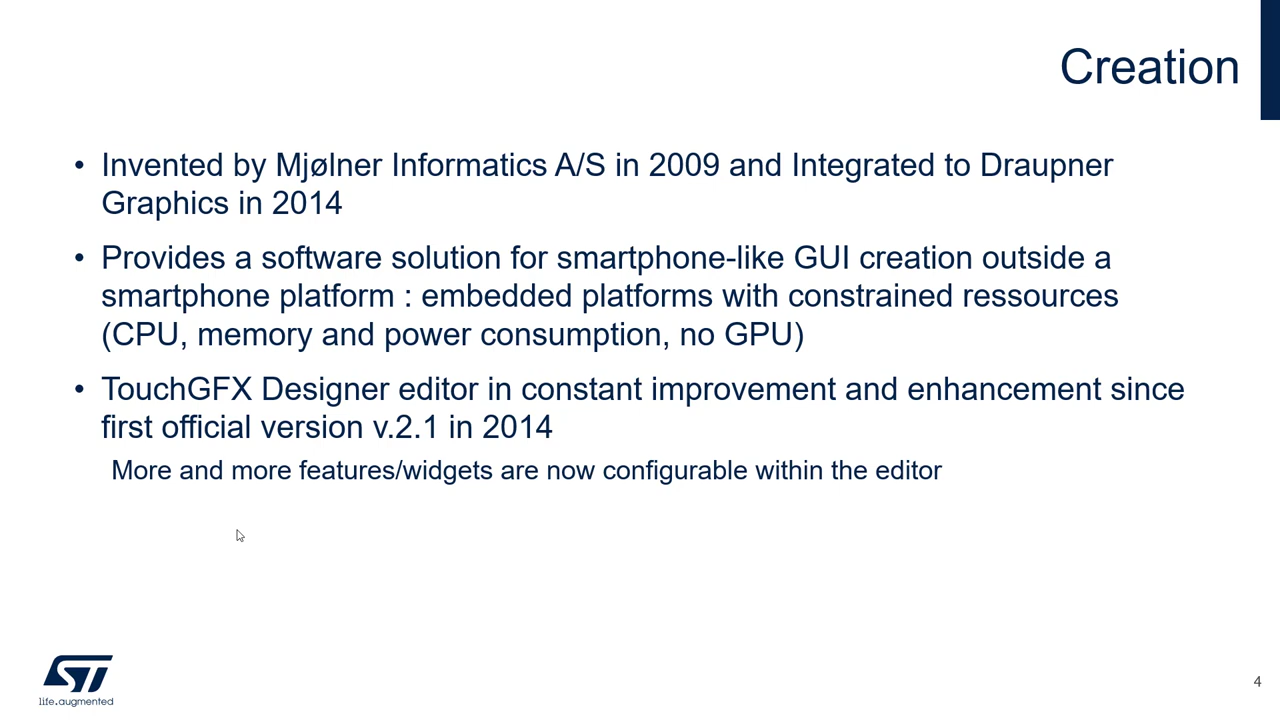 Creation
• Invented by Mjølner Informatics A/S in 2009 and Integrated to Draupner
Graphics in 2014
• Provides a software solution for smartphone-like GUI creation outside a
smartphone platform : embedded platforms with constrained ressources
(CPU, memory and power consumption, no GPU)
• TouchGFX Designer editor in constant improvement and enhancement since
first official version v.2.1 in 2014
More and more features/widgets are now configurable within the editor
ST
life.augmented
4